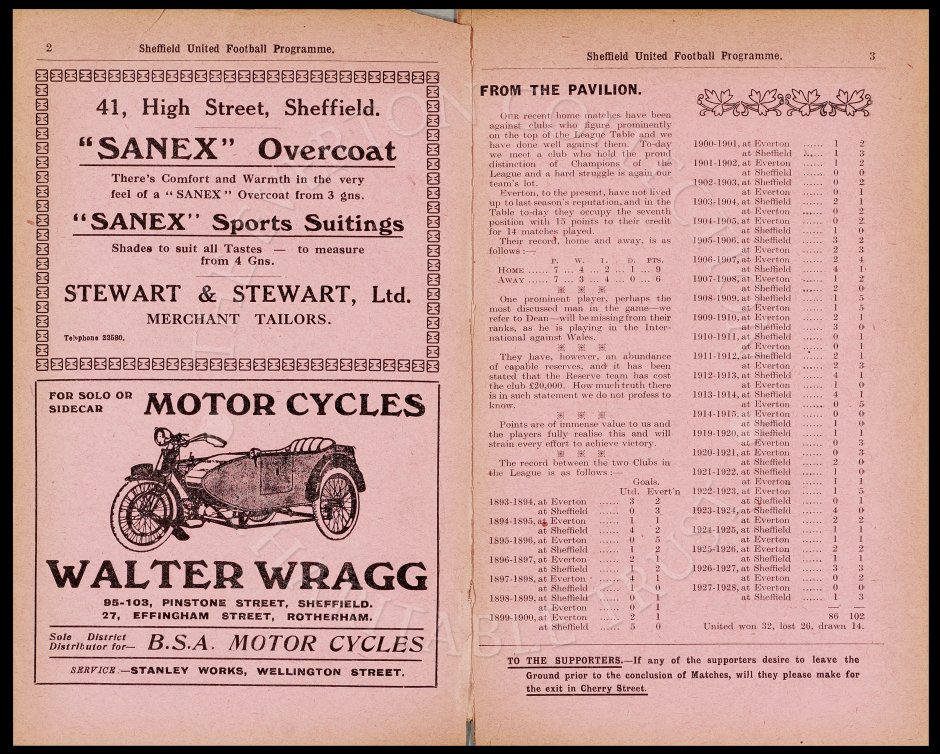 2
Sheffield United Football Programme.
41, High Street, Sheffield.
"SANEX" Overcoat
There's Comfort and Warmth in the very
feel of a "SANEX" Overcoat from 3 gns.
"SANEX" Sports Suitings
Shades to suit all Tastes — to measure
from 4 Gns.
STEWART & STEWART, Ltd.
MERCHANT TAILORS.
Telephone 22580.
FOR SOLO OR
SIDECAR
MOTOR CYCLES
WALTER WRAGG
95-103, PINSTONE STREET, SHEFFIELD.
27, EFFINGHAM STREET, ROTHERHAM.
Sole District
Distributor for—
B.S.A. MOTOR CYCLES
SERVICE.—STANLEY WORKS, WELLINGTON STREET.
Sheffield United Football Programme.
3
FROM THE PAVILION.
OUR recent home matches have been
against clubs who figure prominently
on the top of the League Table and we
have done well against them. To-day
we meet a club who hold the proud
distinction of Champions of the
League and a hard struggle is again our
team's lot.
Everton, to the present, have not lived
up to last season's reputation, and in the
Table to-day they occupy the seventh
position with 15 points to their credit
for 14 matches played.
Their record, home and away, is as
follows :—
P. W. L. D. PTS.
HOME ...... 7 ... 4 ... 2 ... 1 ... 9
AWAY ...... 7 ... 3 ... 4 ... 0 ... 6
One prominent player, perhaps the
most discussed man in the game—we
refer to Dean—will be missing from their
ranks, as he is playing in the Inter-
national against Wales.
They have, however, an abundance
of capable reserves, and it has been
stated that the Reserve team has cost
the club £20,000. How much truth there
is in such statement we do not profess to
know.
Points are of immense value to us and
the players fully realise this and will
strain every effort to achieve victory.
The record between the two Clubs in
the League is as follows :—
Goals.
Utd. Evert'n
1893-1894, at Everton ...... 3 2
at Sheffield ...... 0 3
1894-1895, at Everton ...... 1 1
at Sheffield ...... 4 2
1895-1896, at Everton ...... 0 5
at Sheffield ...... 1 2
1896-1897, at Everton ...... 2 1
at Sheffield ...... 1 2
1897-1898, at Everton ...... 4 1
at Sheffield ...... 0 0
1898-1899, at Sheffield ...... 1 1
at Everton ...... 0 1
1899-1900, at Everton ...... 2 1
at Sheffield ...... 5 0
1900-1901, at Everton ...... 1 2
at Sheffield ...... 1 3
1901-1902, at Everton ...... 1 2
at Sheffield ...... 0 0
1902-1903, at Sheffield ...... 0 2
at Everton ...... 0 1
1903-1904, at Sheffield ...... 2 1
at Everton ...... 0 2
1904-1905, at Everton ...... 0 2
at Sheffield ...... 1 0
1905-1906, at Sheffield ...... 3 2
at Everton ...... 2 3
1906-1907, at Everton ...... 2 4
at Sheffield ...... 4 1
1907-1908, at Everton ...... 1 2
at Sheffield ...... 2 0
1908-1909, at Sheffield ...... 1 5
at Everton ...... 1 5
1909-1910, at Everton ...... 2 1
at Sheffield ...... 3 0
1910-1911, at Sheffield ...... 0 1
at Everton ...... 0 1
1911-1912, at Sheffield ...... 2 1
at Everton ...... 2 3
1912-1913, at Sheffield ...... 4 1
at Everton ...... 1 0
1913-1914, at Sheffield ...... 4 1
at Everton ...... 0 5
1914-1915, at Everton ...... 0 0
at Sheffield ...... 1 0
1919-1920, at Sheffield ...... 1 1
at Everton ...... 0 3
1920-1921, at Everton ...... 0 3
at Sheffield ...... 2 0
1921-1922, at Sheffield ...... 1 0
at Everton ...... 1 1
1922-1923, at Everton ...... 1 5
at Sheffield ...... 0 1
1923-1924, at Sheffield ...... 4 0
at Everton ...... 2 2
1924-1925, at Sheffield ...... 1 1
at Everton ...... 1 1
1925-1926, at Everton ...... 2 2
at Sheffield ...... 1 1
1926-1927, at Sheffield ...... 3 3
at Everton ...... 0 2
1927-1928, at Everton ...... 0 0
at Sheffield ...... 1 3
86 102
United won 32, lost 26, drawn 14.
TO THE SUPPORTERS.—If any of the supporters desire to leave the
Ground prior to the conclusion of Matches, will they please make for
the exit in Cherry Street.